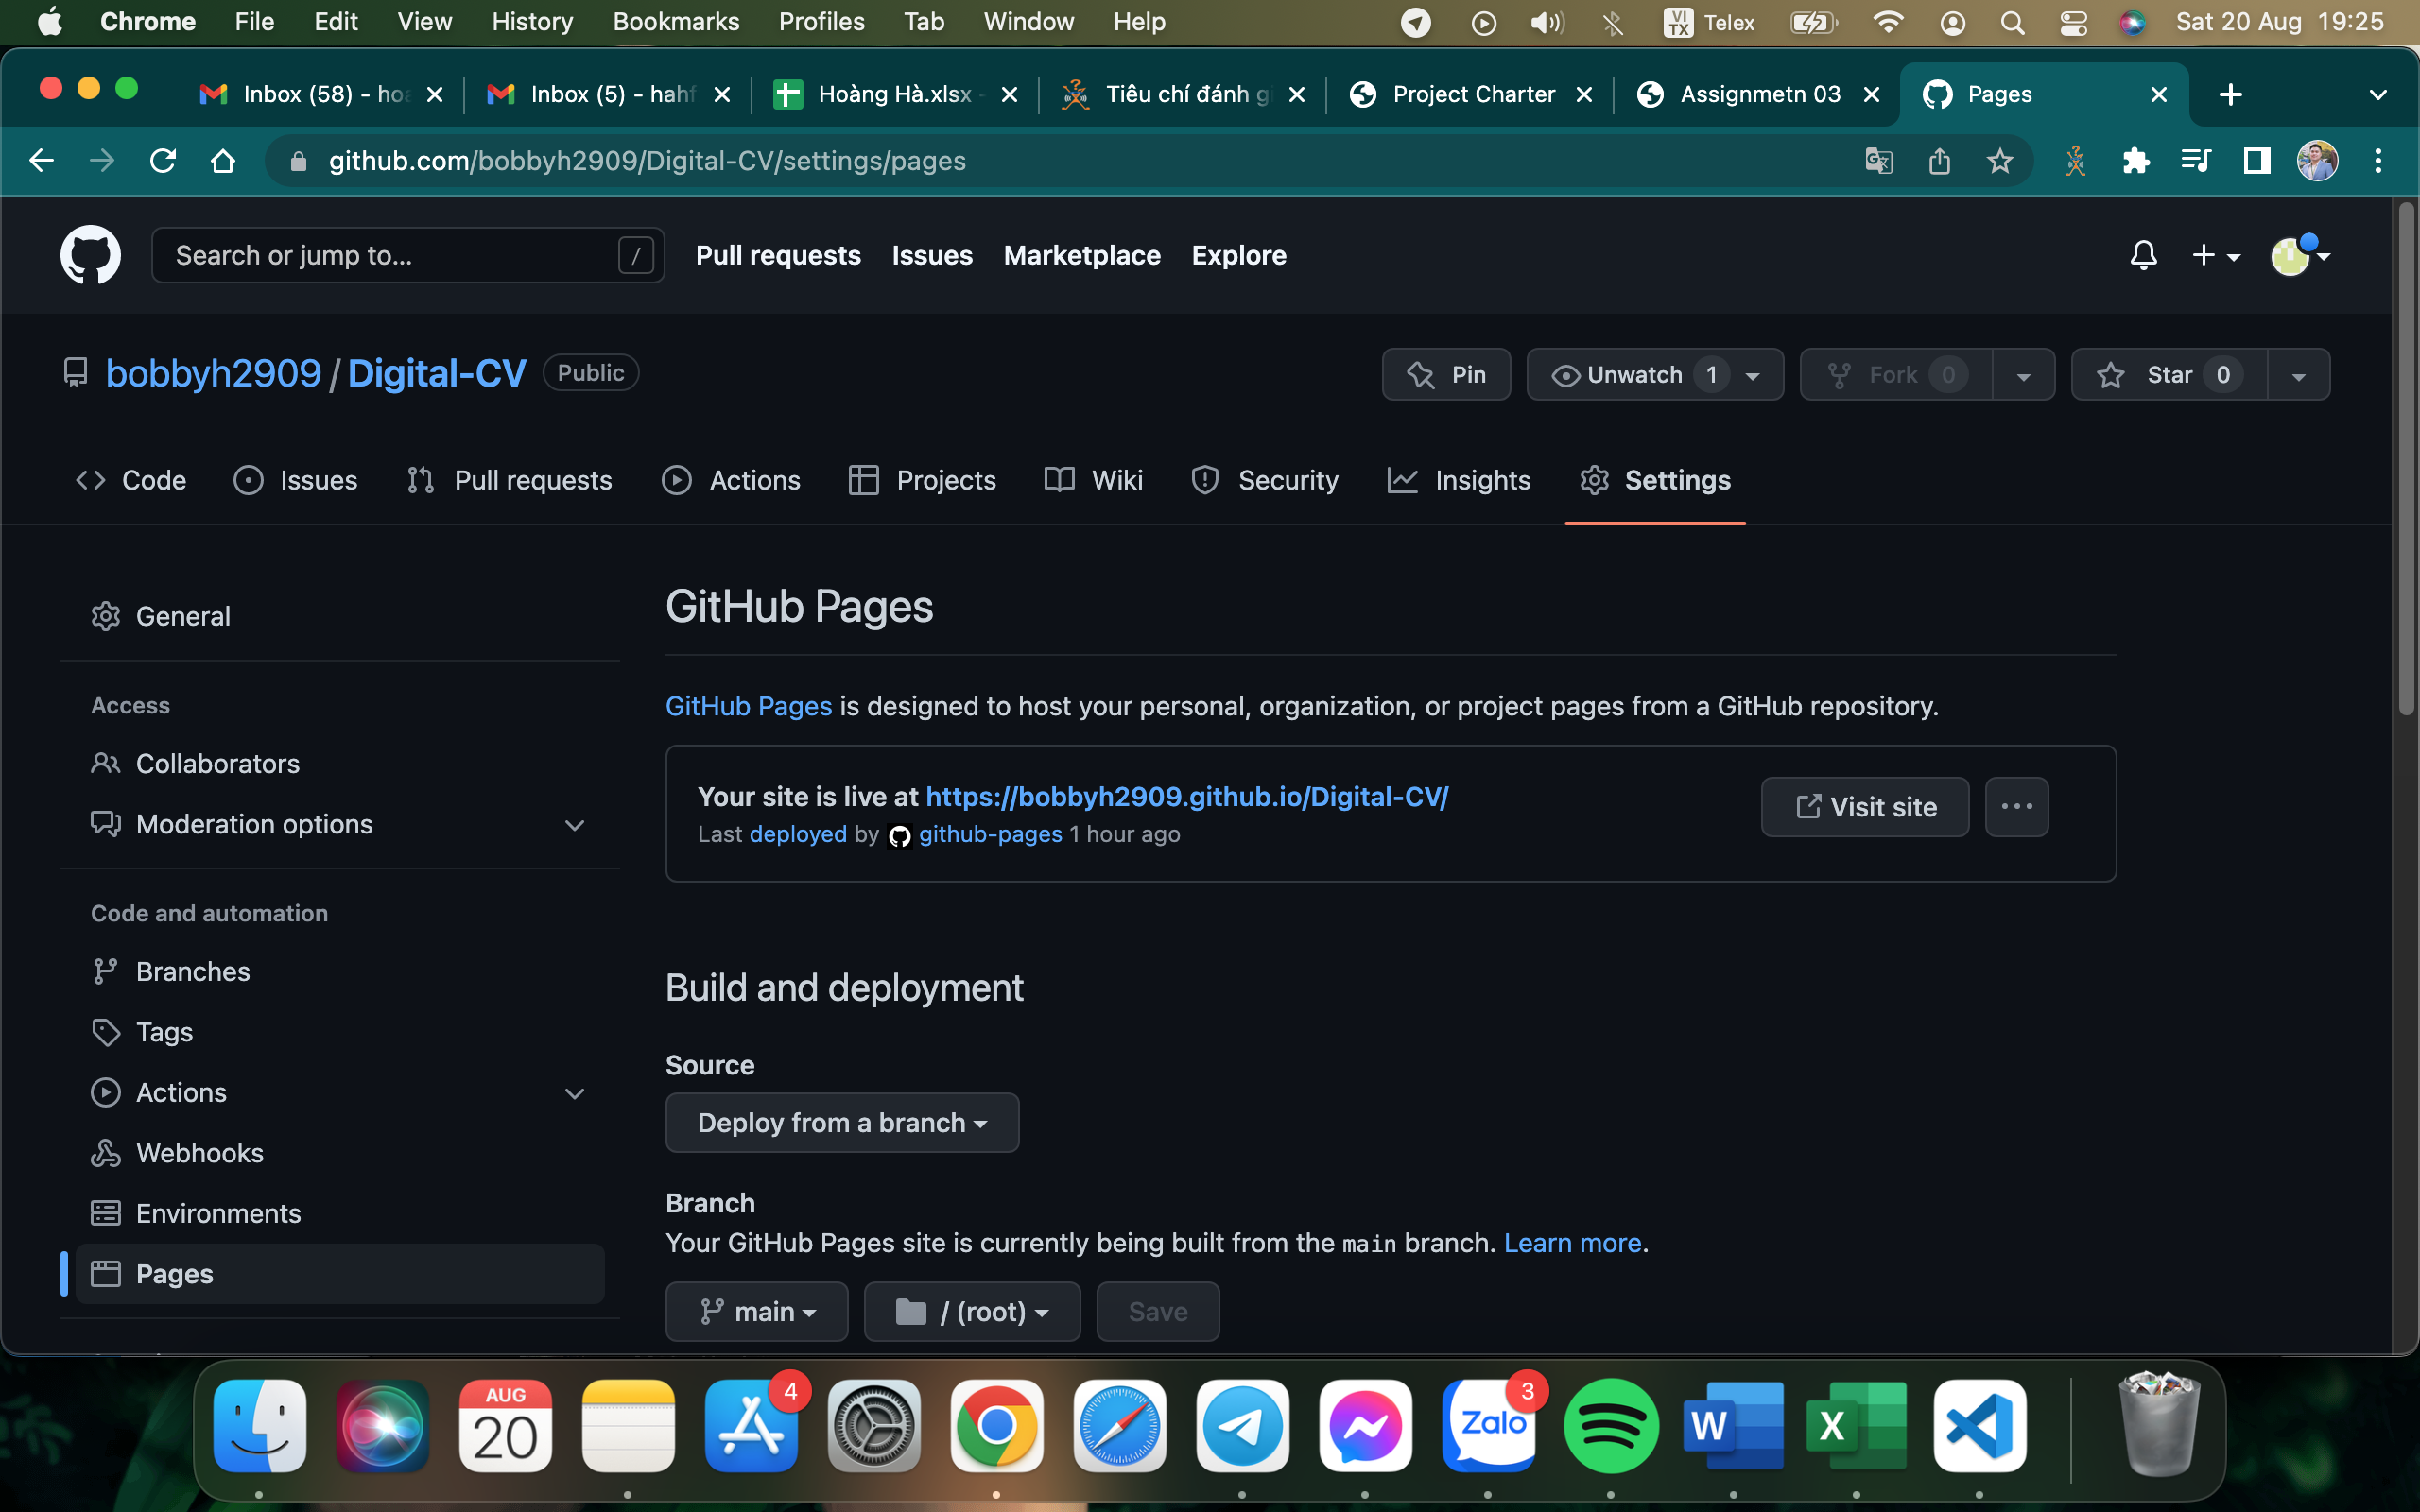 Chrome File Edit View History Bookmarks Profiles Tab Window Help VI TX Telex Sat 20 Aug 19:25
Inbox (58) - hoa Inbox (5) - hahf Hoàng Hà.xlsx - Tiêu chí đánh gi Project Charter Assignmetn 03 Pages
github.com/bobbyh2909/Digital-CV/settings/pages
Search or jump to... / Pull requests Issues Marketplace Explore
bobbyh2909 / Digital-CV Public Pin Unwatch 1 Fork 0 Star 0
Code Issues Pull requests Actions Projects Wiki Security Insights Settings
General
Access
Collaborators
Moderation options
Code and automation
Branches
Tags
Actions
Webhooks
Environments
Pages
GitHub Pages
GitHub Pages is designed to host your personal, organization, or project pages from a GitHub repository.
Your site is live at https://bobbyh2909.github.io/Digital-CV/
Last deployed by github-pages 1 hour ago
Visit site
Build and deployment
Source
Deploy from a branch
Branch
Your GitHub Pages site is currently being built from the main branch. Learn more.
main / (root) Save
AUG
20
4
Zalo 3
W
X